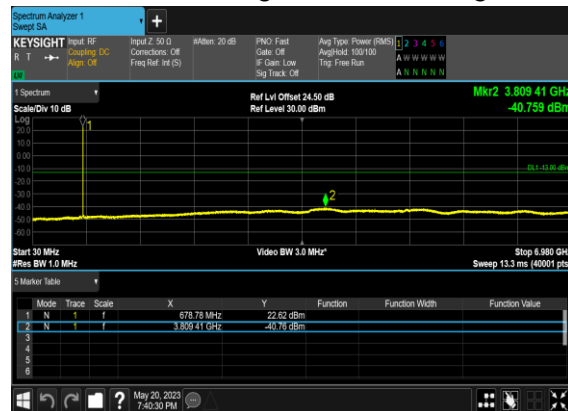 Spectrum Analyzer 1
Swept SA
+
KEYSIGHT Input: RF Input Z: 50 Ω #Atten: 20 dB PNO: Fast Avg Type: Power (RMS) 1 2 3 4 5 6
R T Coupling: DC Corrections: Off Gate: Off Avg|Hold: 100/100 A W W W W W
Align: Off Freq Ref: Int (S) IF Gain: Low Trig: Free Run
LW Sig Track: Off A N N N N N
1 Spectrum Ref Lvl Offset 24.50 dB Mkr2 3.809 41 GHz
Scale/Div 10 dB Ref Level 30.00 dBm -40.759 dBm
Log
20.0 1
10.0
0.00
-10.0 DL1 -13.00 dBm
-20.0
-30.0 2
-40.0
-50.0
-60.0
Start 30 MHz Video BW 3.0 MHz* Stop 6.980 GHz
#Res BW 1.0 MHz Sweep 13.3 ms (40001 pts)
5 Marker Table
Mode Trace Scale X Y Function Function Width Function Value
1 N 1 f 678.78 MHz 22.62 dBm
2 N 1 f 3.809 41 GHz -40.76 dBm
3
4
5
6
? May 20, 2023
7:40:30 PM